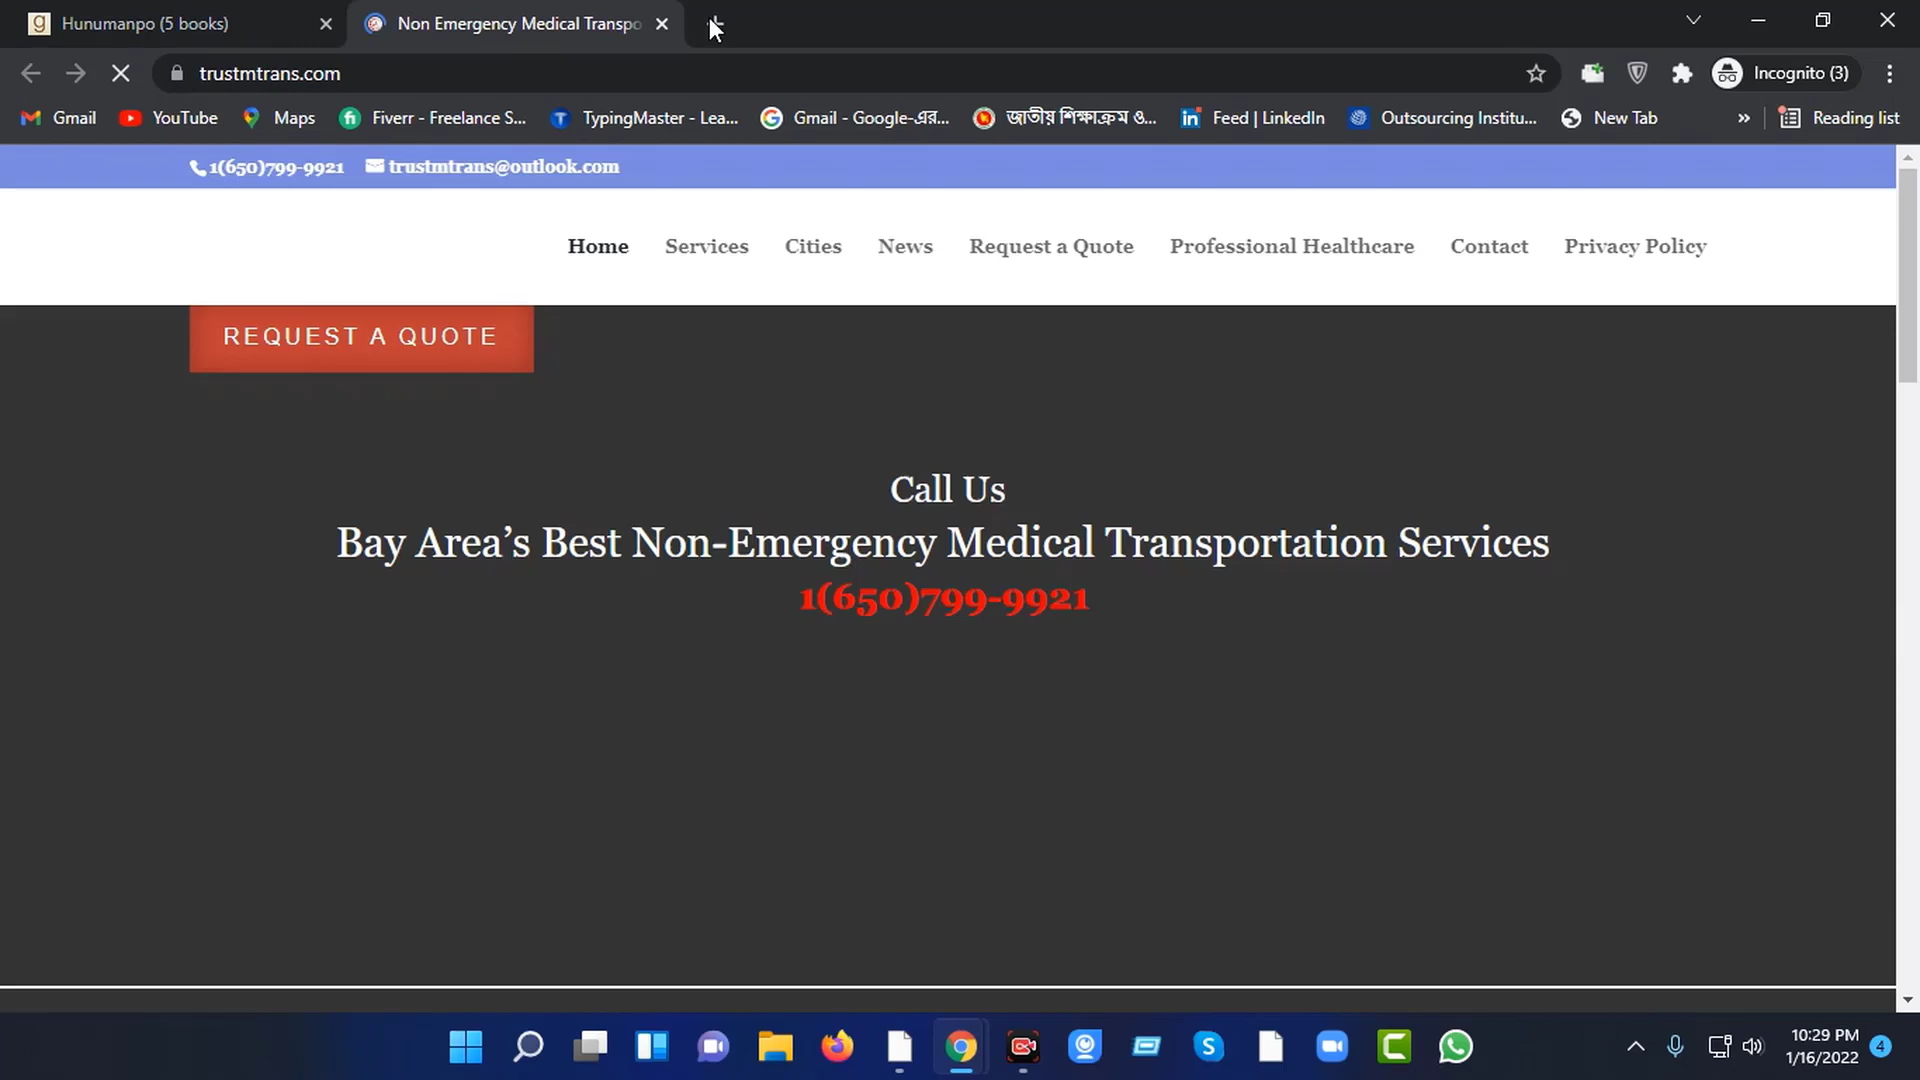 Hunumanpo (5 books)
Non Emergency Medical Transpo
trustmtrans.com
Incognito (3)
Gmail
YouTube
Maps
Fiverr - Freelance S...
TypingMaster - Lea...
Gmail - Google-এর...
জাতীয় শিক্ষাক্রম ও...
Feed | LinkedIn
Outsourcing Institu...
New Tab
»
Reading list
1(650)799-9921
trustmtrans@outlook.com
Home
Services
Cities
News
Request a Quote
Professional Healthcare
Contact
Privacy Policy
REQUEST A QUOTE
Call Us
Bay Area’s Best Non-Emergency Medical Transportation Services
1(650)799-9921
10:29 PM
1/16/2022
4